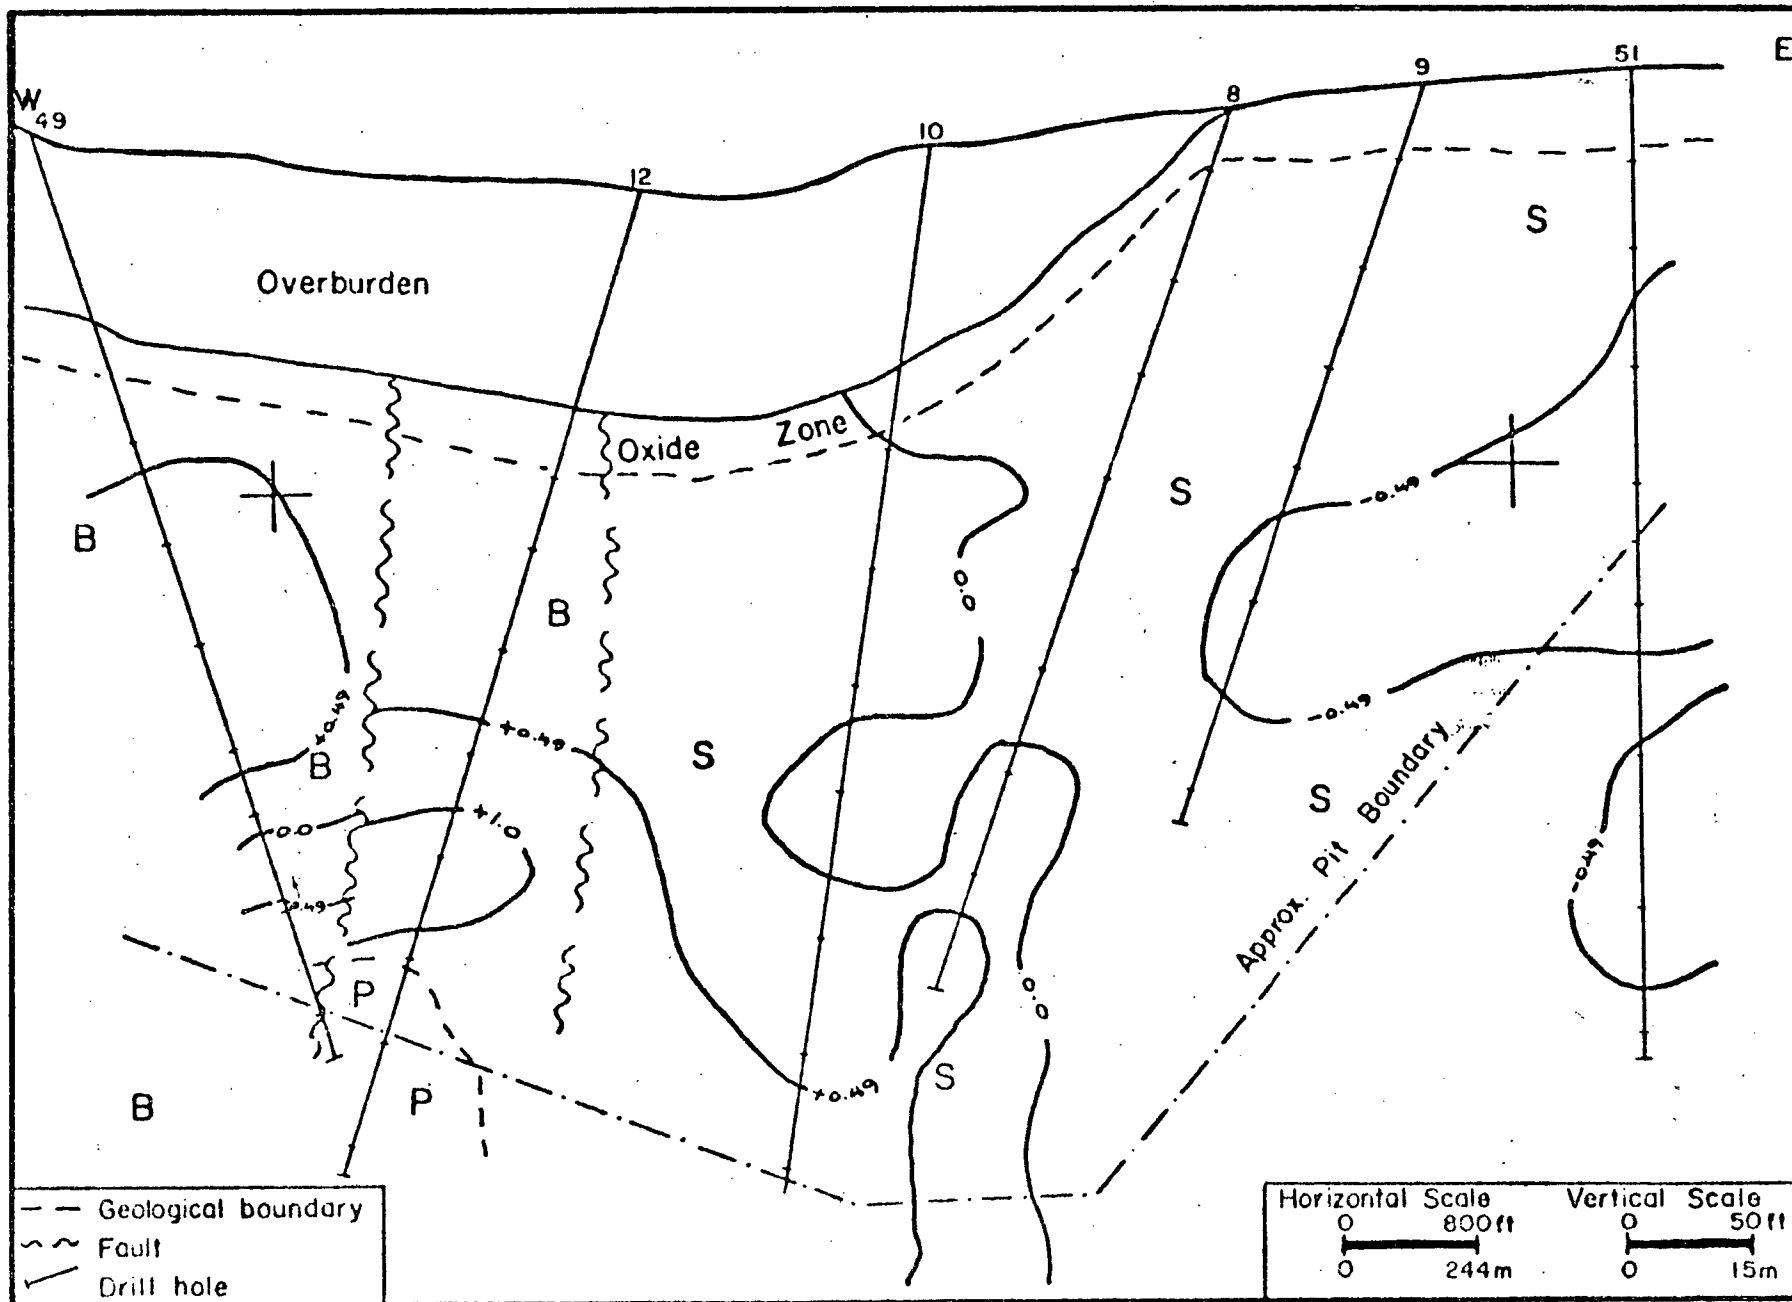 W
49
12
10
8
9
51
E
Overburden
S
Oxide Zone
B
B
S
-0.49
0.0
+0.49
B
+0.49
S
-0.49
Approx. Pit Boundary
S
0.0
+1.0
-0.49
-0.49
P
0.0
S
+0.49
B
P
Geological boundary
Fault
Drill hole
Horizontal Scale
0 800ft
0 244m
Vertical Scale
0 50ft
0 15m